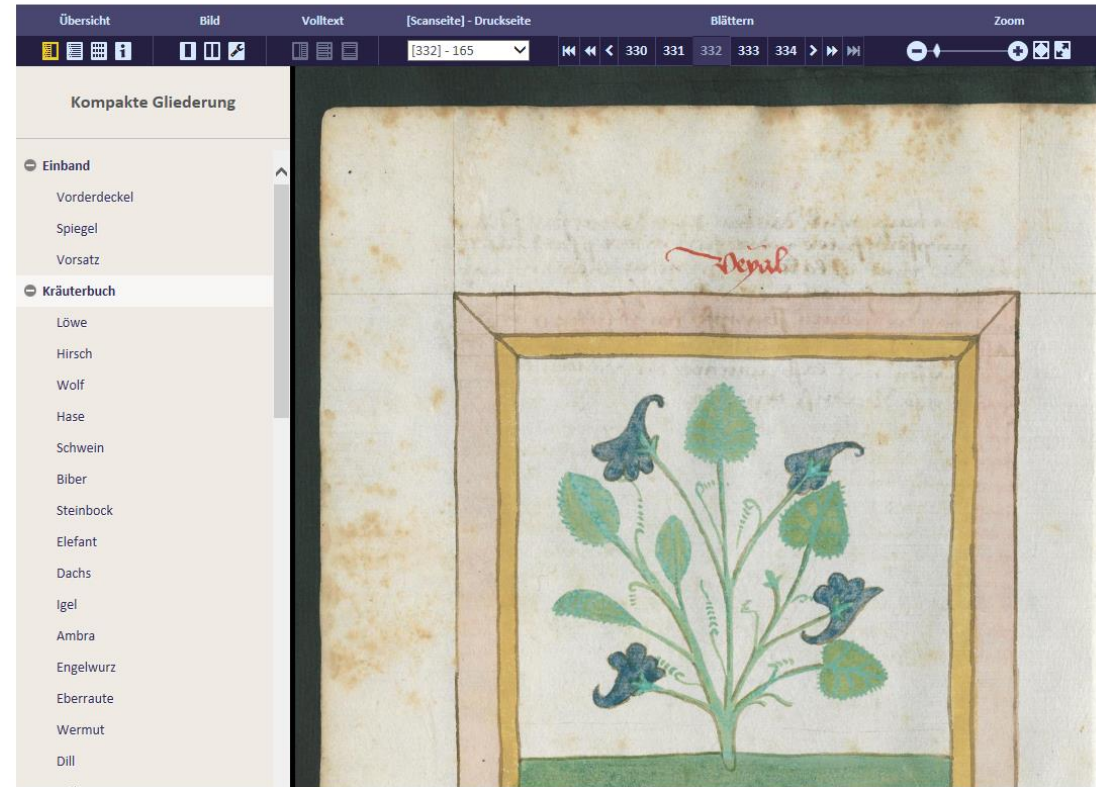 Übersicht Bild Volltext [Scanseite] - Druckseite Blättern Zoom
[332] - 165 330 331 332 333 334
Kompakte Gliederung
Einband
Vorderdeckel
Spiegel
Vorsatz
Kräuterbuch
Löwe
Hirsch
Wolf
Hase
Schwein
Biber
Steinbock
Elefant
Dachs
Igel
Ambra
Engelwurz
Eberraute
Wermut
Dill
Veyal